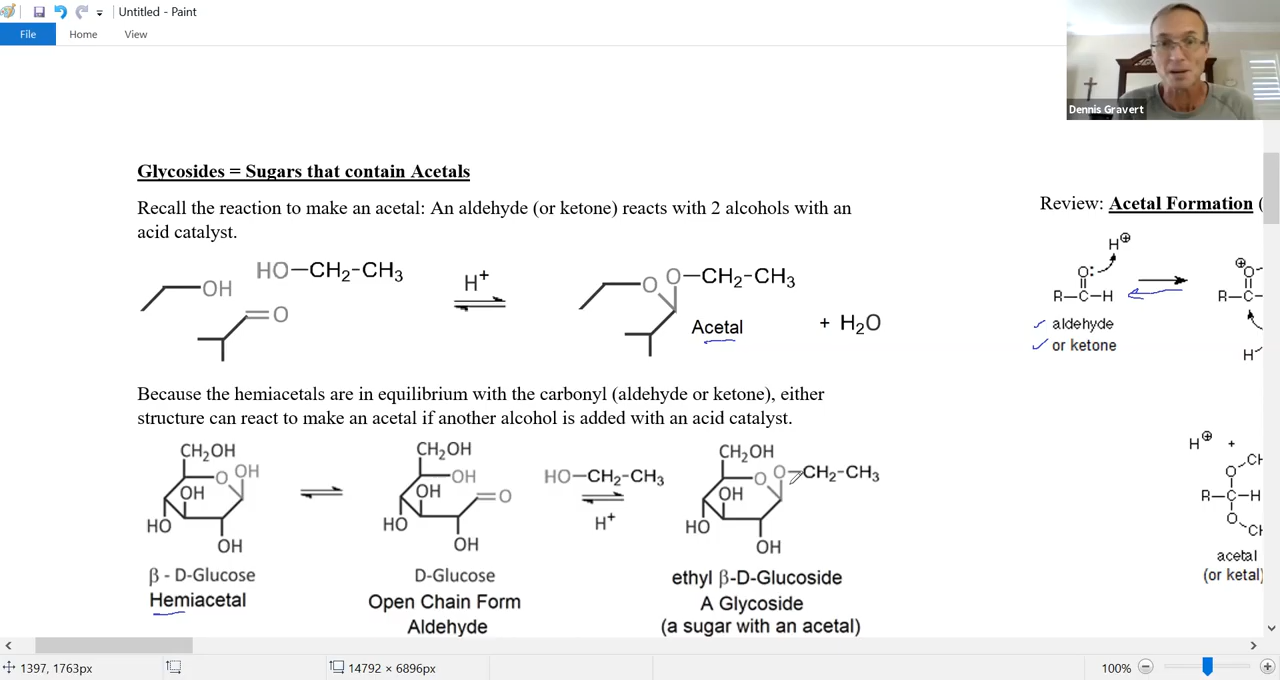 Untitled - Paint
File Home View
Dennis Gravert
Glycosides = Sugars that contain Acetals
Recall the reaction to make an acetal: An aldehyde (or ketone) reacts with 2 alcohols with an
acid catalyst.
Review: Acetal Formation (
H⊕
OH
HO–CH₂–CH₃
H⁺
O
O–CH₂–CH₃
O
Acetal
+ H₂O
O:
R–C–H
⊕
O
R–C–
aldehyde
or ketone
H
Because the hemiacetals are in equilibrium with the carbonyl (aldehyde or ketone), either
structure can react to make an acetal if another alcohol is added with an acid catalyst.
CH₂OH
O
OH
OH
HO
OH
β - D-Glucose
Hemiacetal
CH₂OH
OH
OH
O
HO
OH
D-Glucose
Open Chain Form
Aldehyde
HO–CH₂–CH₃
H⁺
CH₂OH
O
O–CH₂–CH₃
OH
HO
OH
ethyl β-D-Glucoside
A Glycoside
(a sugar with an acetal)
H⊕ +
CH
O
R–C–H
O
CH
acetal
(or ketal)
1397, 1763px
14792 × 6896px
100%